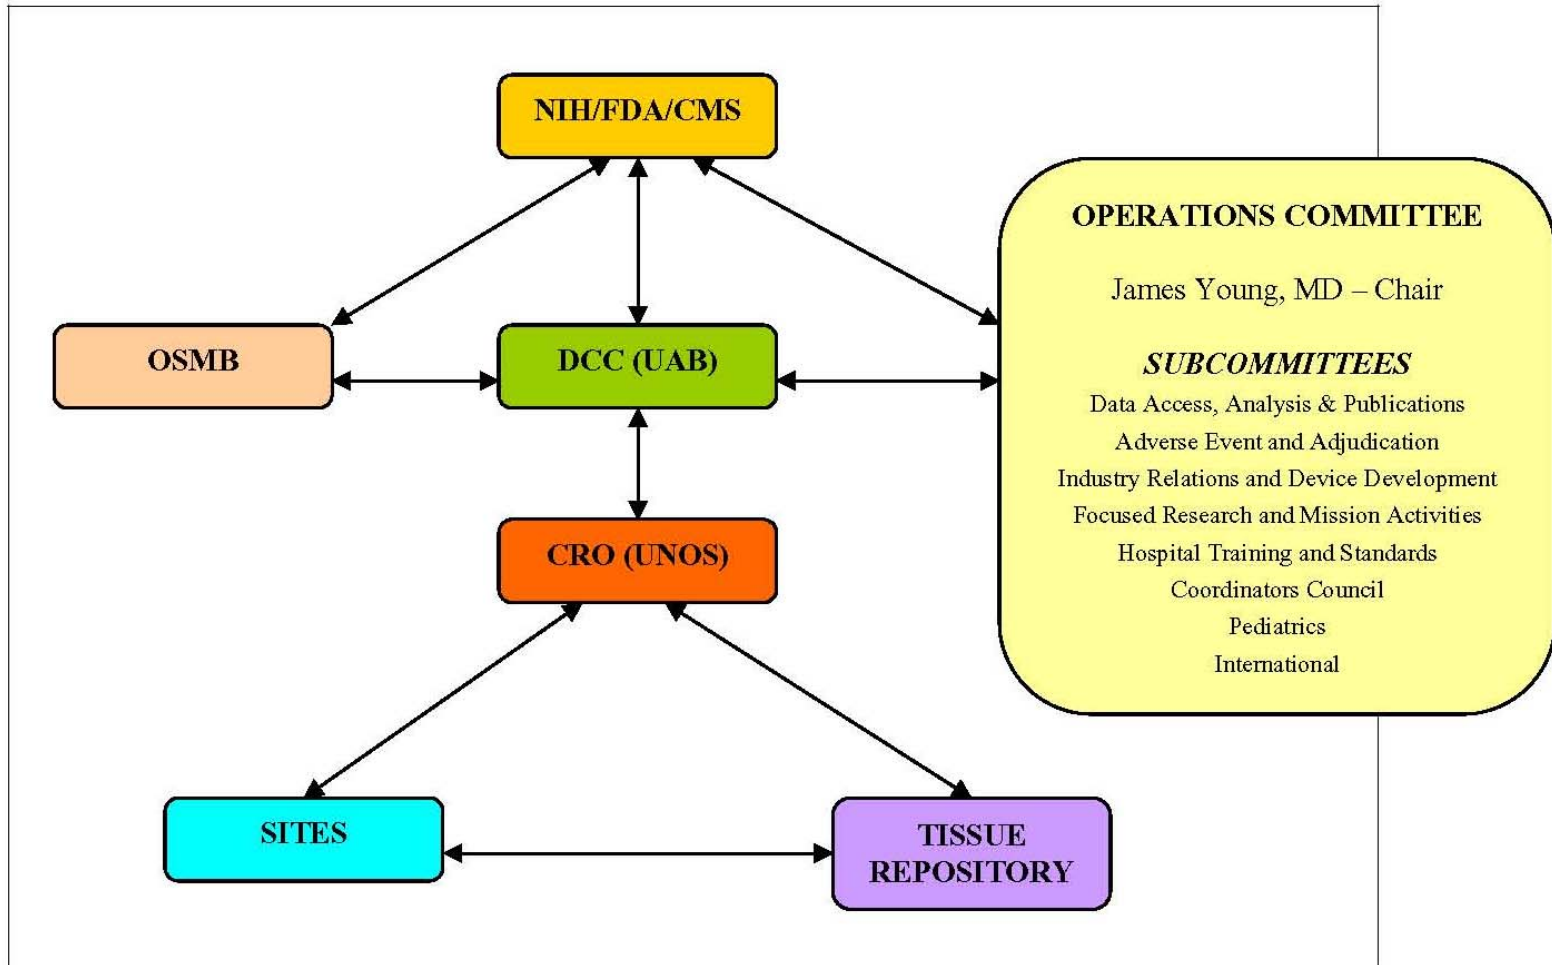 NIH/FDA/CMS
OPERATIONS COMMITTEE
James Young, MD – Chair
OSMB
DCC (UAB)
SUBCOMMITTEES
Data Access, Analysis & Publications
Adverse Event and Adjudication
Industry Relations and Device Development
Focused Research and Mission Activities
Hospital Training and Standards
Coordinators Council
Pediatrics
International
CRO (UNOS)
SITES
TISSUE
REPOSITORY